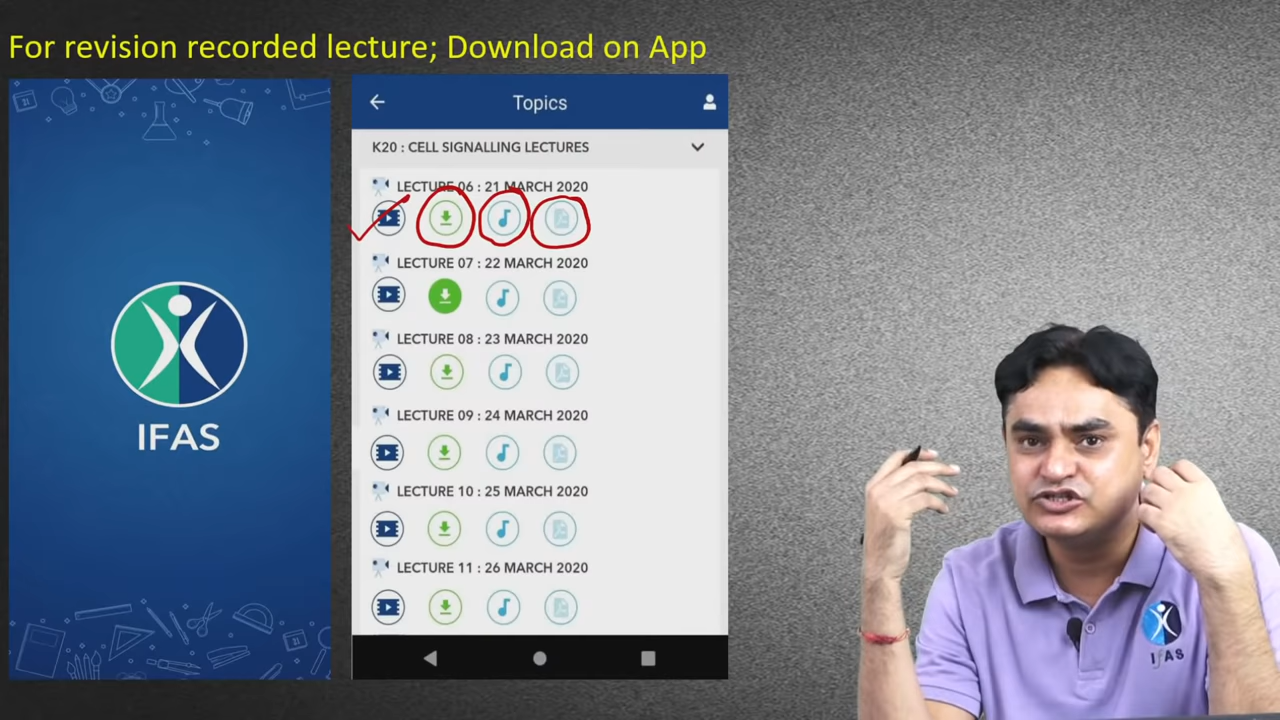 For revision recorded lecture; Download on App
IFAS
Topics
K20 : CELL SIGNALLING LECTURES
LECTURE 06 : 21 MARCH 2020
LECTURE 07 : 22 MARCH 2020
LECTURE 08 : 23 MARCH 2020
LECTURE 09 : 24 MARCH 2020
LECTURE 10 : 25 MARCH 2020
LECTURE 11 : 26 MARCH 2020
IFAS